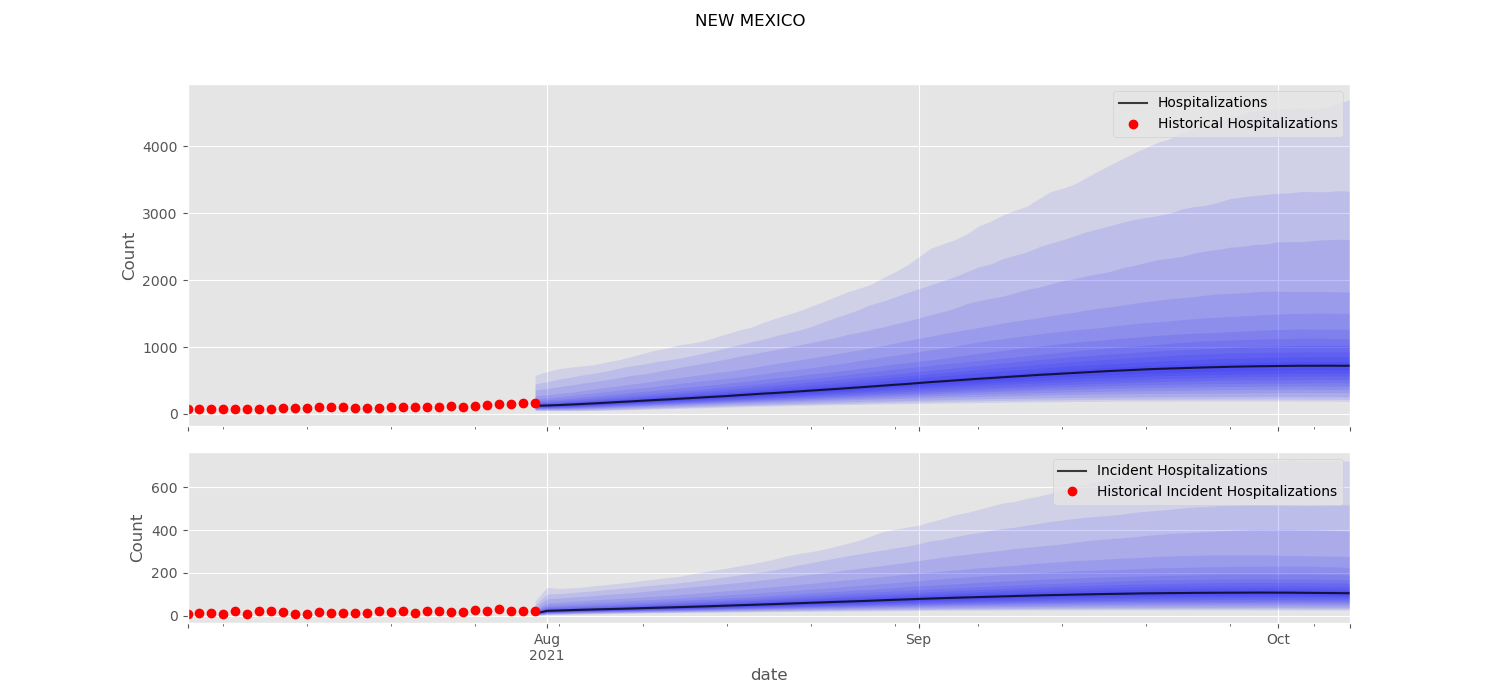 NEW MEXICO
Hospitalizations
Historical Hospitalizations
Count
4000
3000
2000
1000
0
Incident Hospitalizations
Historical Incident Hospitalizations
Count
600
400
200
0
Aug
2021
Sep
Oct
date